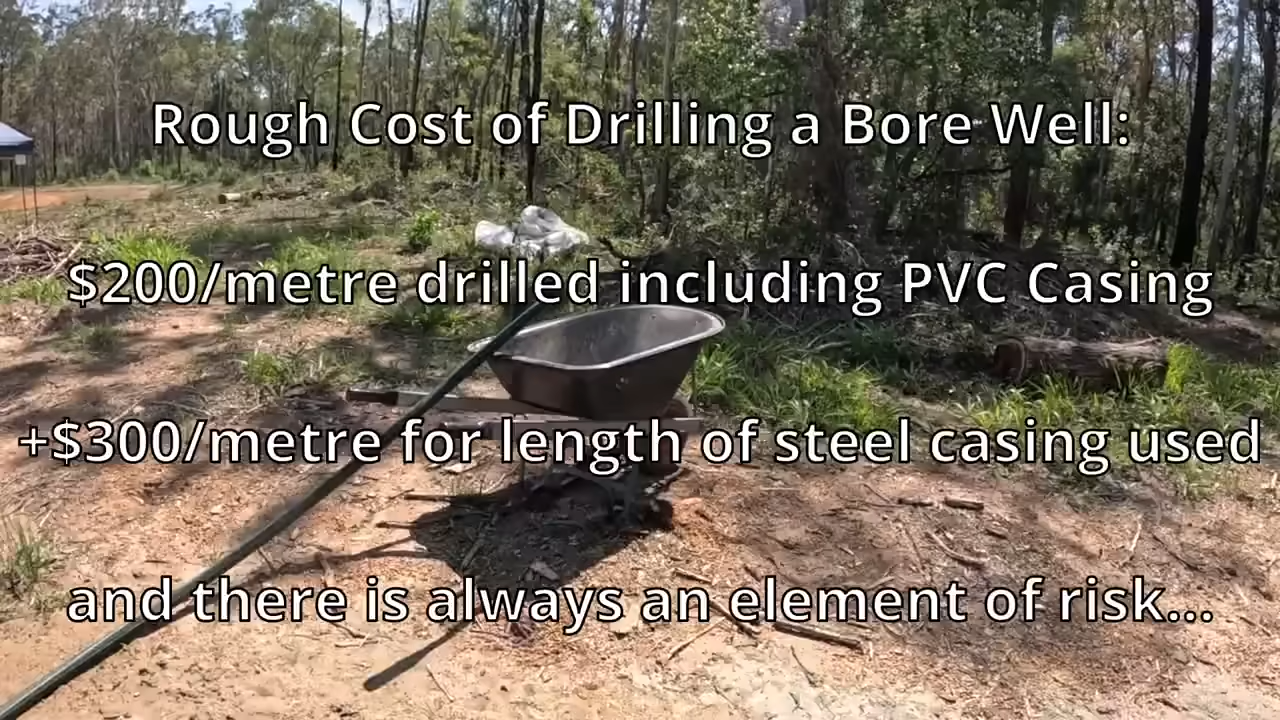 Rough Cost of Drilling a Bore Well:
$200/metre drilled including PVC Casing
+$300/metre for length of steel casing used
and there is always an element of risk...